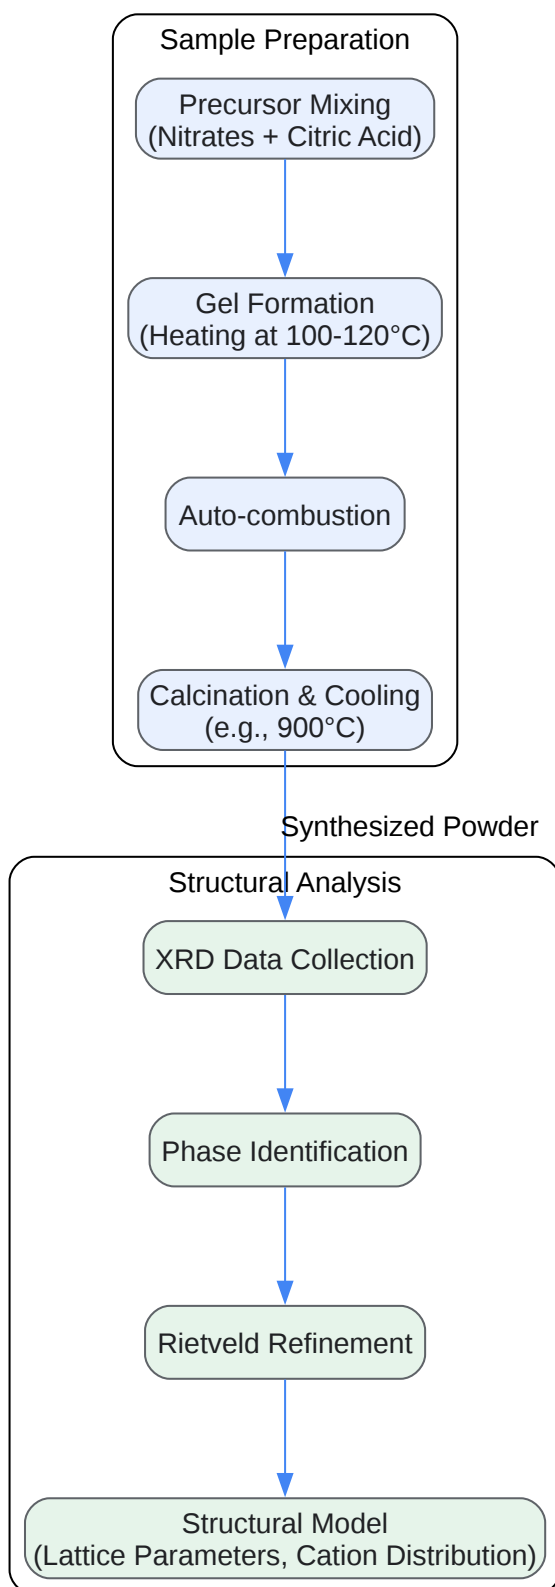 Sample Preparation
Precursor Mixing
(Nitrates + Citric Acid)
Gel Formation
(Heating at 100-120°C)
Auto-combustion
Calcination & Cooling
(e.g., 900°C)
Synthesized Powder
Structural Analysis
XRD Data Collection
Phase Identification
Rietveld Refinement
Structural Model
(Lattice Parameters, Cation Distribution)